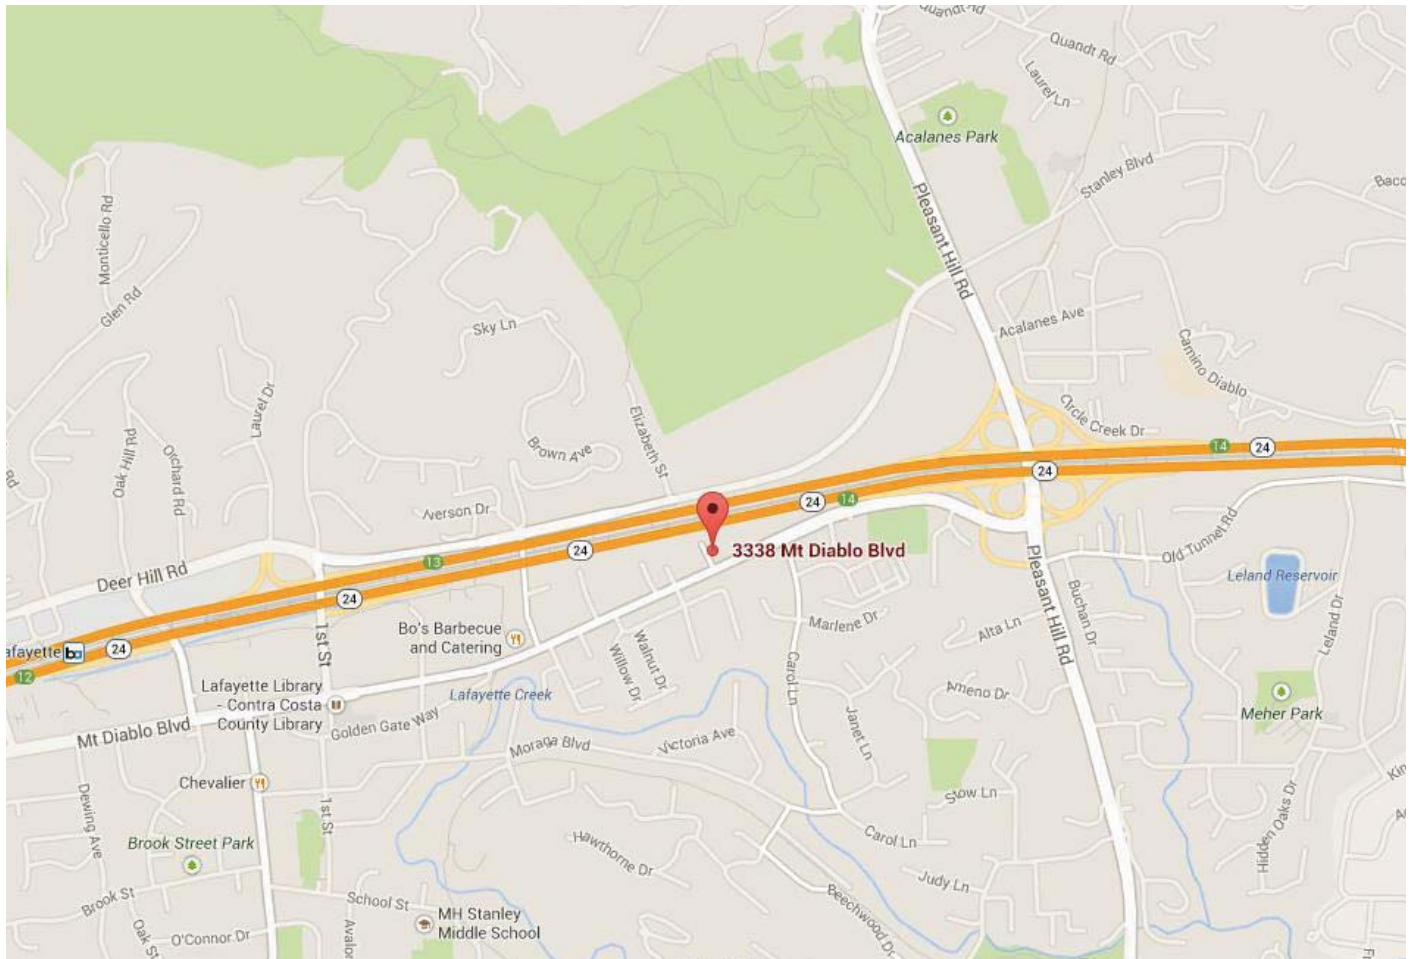 Quandt Rd
Quandt Rd
Laurel Ln
Acalanes Park
Stanley Blvd
Pleasant Hill Rd
Monticello Rd
Glen Rd
Sky Ln
Acalanes Ave
Camino Diablo
Laurel Dr
Elizabeth St
Circle Creek Dr
Oak Hill Rd
Orchard Rd
Brown Ave
14
24
24
Rd
Averson Dr
24
14
3338 Mt Diablo Blvd
Old Tunnel Rd
24
13
Deer Hill Rd
24
Leland Reservoir
Pleasant Hill Rd
Buchan Dr
Leland Dr
Marlene Dr
Alta Ln
1st St
Bo's Barbecue
and Catering
Walnut Dr
Willow Dr
Carol Ln
afayette
24
12
Lafayette Library
- Contra Costa
County Library
Lafayette Creek
Ameno Dr
Meher Park
Mt Diablo Blvd
Golden Gate Way
Moraga Blvd
Victoria Ave
Janet Ln
Chevalier
Dewing Ave
1st St
Stow Ln
Hidden Oaks Dr
Carol Ln
Brook Street Park
Hawthorne Dr
Judy Ln
Beechwood Dr
Brook St
School St
MH Stanley
Middle School
Oak St
O'Connor Dr
Avalo